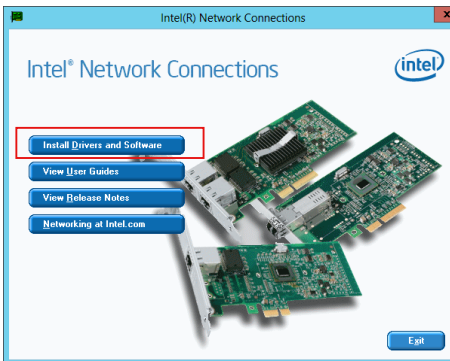 Intel(R) Network Connections
x
Intel® Network Connections
intel
Install Drivers and Software
View User Guides
View Release Notes
Networking at Intel.com
Exit